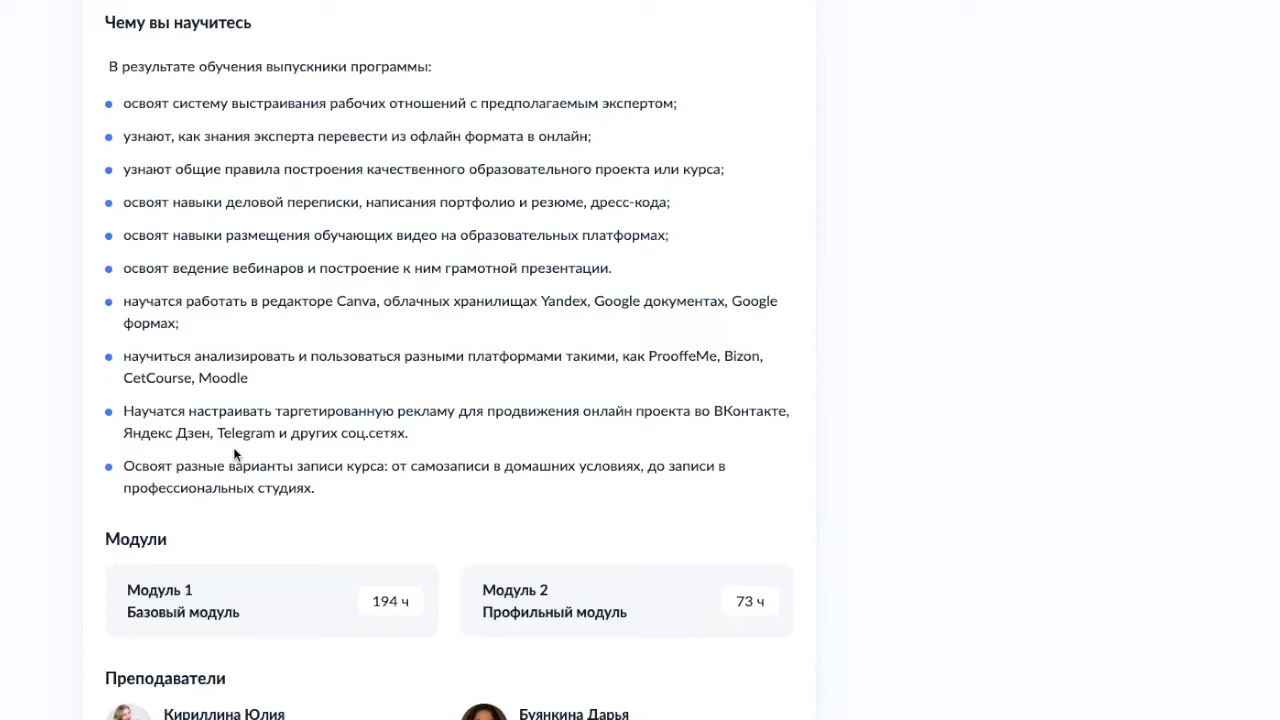 Чему вы научитесь
В результате обучения выпускники программы:
освоят систему выстраивания рабочих отношений с предполагаемым экспертом;
узнают, как знания эксперта перевести из офлайн формата в онлайн;
узнают общие правила построения качественного образовательного проекта или курса;
освоят навыки деловой переписки, написания портфолио и резюме, дресс-кода;
освоят навыки размещения обучающих видео на образовательных платформах;
освоят ведение вебинаров и построение к ним грамотной презентации.
научатся работать в редакторе Canva, облачных хранилищах Yandex, Google документах, Google
формах;
научиться анализировать и пользоваться разными платформами такими, как ProoffeMe, Bizon,
CetCourse, Moodle
Научатся настраивать таргетированную рекламу для продвижения онлайн проекта во ВКонтакте,
Яндекс Дзен, Telegram и других соц.сетях.
Освоят разные варианты записи курса: от самозаписи в домашних условиях, до записи в
профессиональных студиях.
Модули
Модуль 1
Базовый модуль
194 ч
Модуль 2
Профильный модуль
73 ч
Преподаватели
Кириллина Юлия
Буянкина Дарья